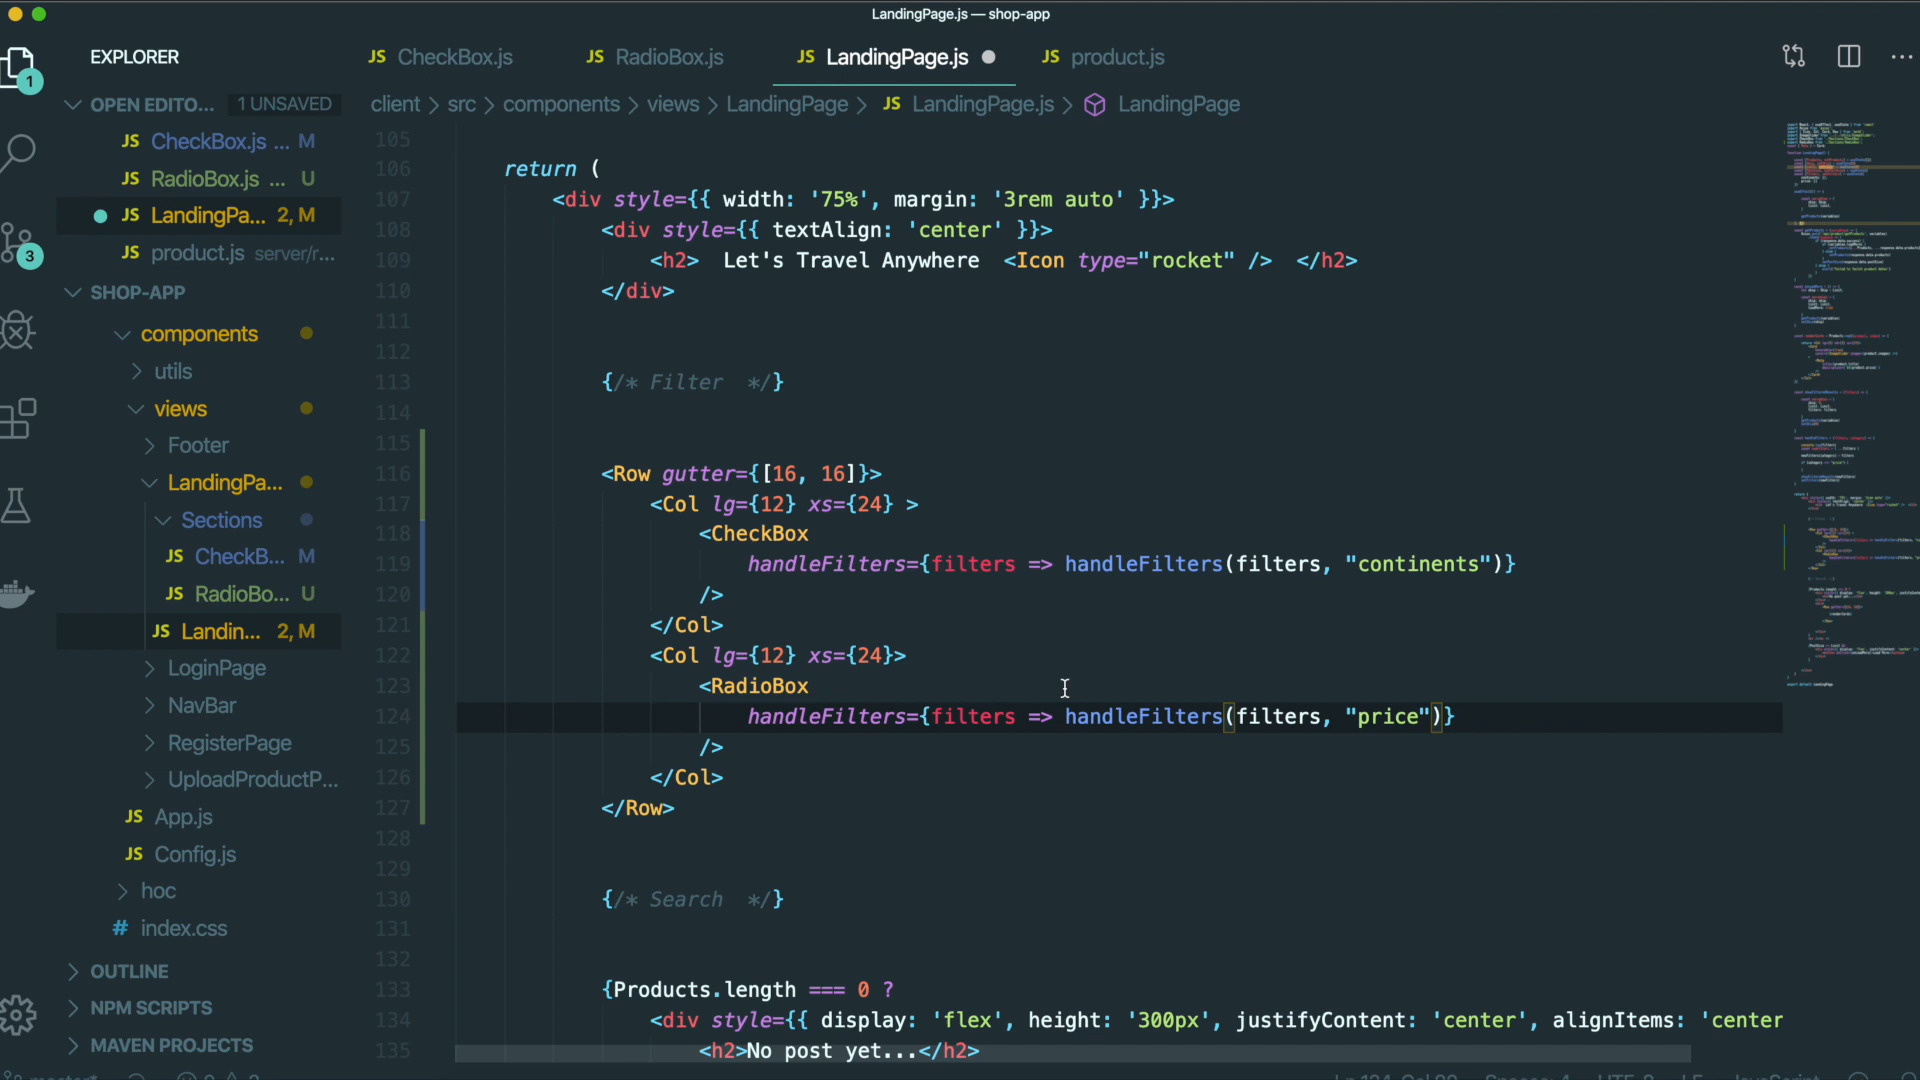 LandingPage.js — shop-app
EXPLORER
JS CheckBox.js
JS RadioBox.js
JS LandingPage.js
JS product.js
1
OPEN EDITO... 1 UNSAVED
JS CheckBox.js ... M
JS RadioBox.js ... U
JS LandingPa... 2, M
JS product.js server/r...
3
SHOP-APP
components
utils
views
Footer
LandingPa...
Sections
JS CheckB... M
JS RadioBo... U
JS Landin... 2, M
LoginPage
NavBar
RegisterPage
UploadProductP...
JS App.js
JS Config.js
hoc
# index.css
OUTLINE
NPM SCRIPTS
MAVEN PROJECTS
client > src > components > views > LandingPage > JS LandingPage.js > LandingPage
105
106 return (
107 <div style={{ width: '75%', margin: '3rem auto' }}>
108 <div style={{ textAlign: 'center' }}>
109 <h2> Let's Travel Anywhere <Icon type="rocket" /> </h2>
110 </div>
111
112
113 {/* Filter */}
114
115
116 <Row gutter={[16, 16]}>
117 <Col lg={12} xs={24} >
118 <CheckBox
119 handleFilters={filters => handleFilters(filters, "continents")}
120 />
121 </Col>
122 <Col lg={12} xs={24}>
123 <RadioBox
124 handleFilters={filters => handleFilters(filters, "price")}
125 />
126 </Col>
127 </Row>
128
129
130 {/* Search */}
131
132
133 {Products.length === 0 ?
134 <div style={{ display: 'flex', height: '300px', justifyContent: 'center', alignItems: 'center
135 <h2>No post yet...</h2>